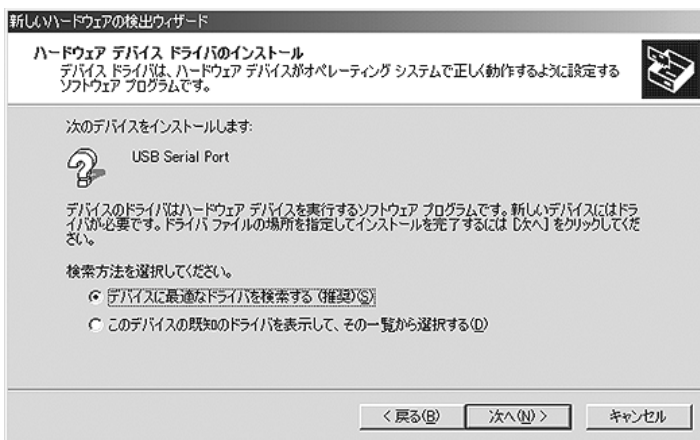 新しいハードウェアの検出ウィザード
ハードウェア デバイス ドライバのインストール
デバイス ドライバは、ハードウェア デバイスがオペレーティング システムで正しく動作するように設定する
ソフトウェア プログラムです。
次のデバイスをインストールします:
USB Serial Port
デバイスのドライバはハードウェア デバイスを実行するソフトウェア プログラムです。新しいデバイスにはドラ
イバが必要です。ドライバ ファイルの場所を指定してインストールを完了するには [次へ] をクリックしてくだ
さい。
検索方法を選択してください。
デバイスに最適なドライバを検索する (推奨)(S)
このデバイスの既知のドライバを表示して、その一覧から選択する(D)
< 戻る(B)
次へ(N) >
キャンセル